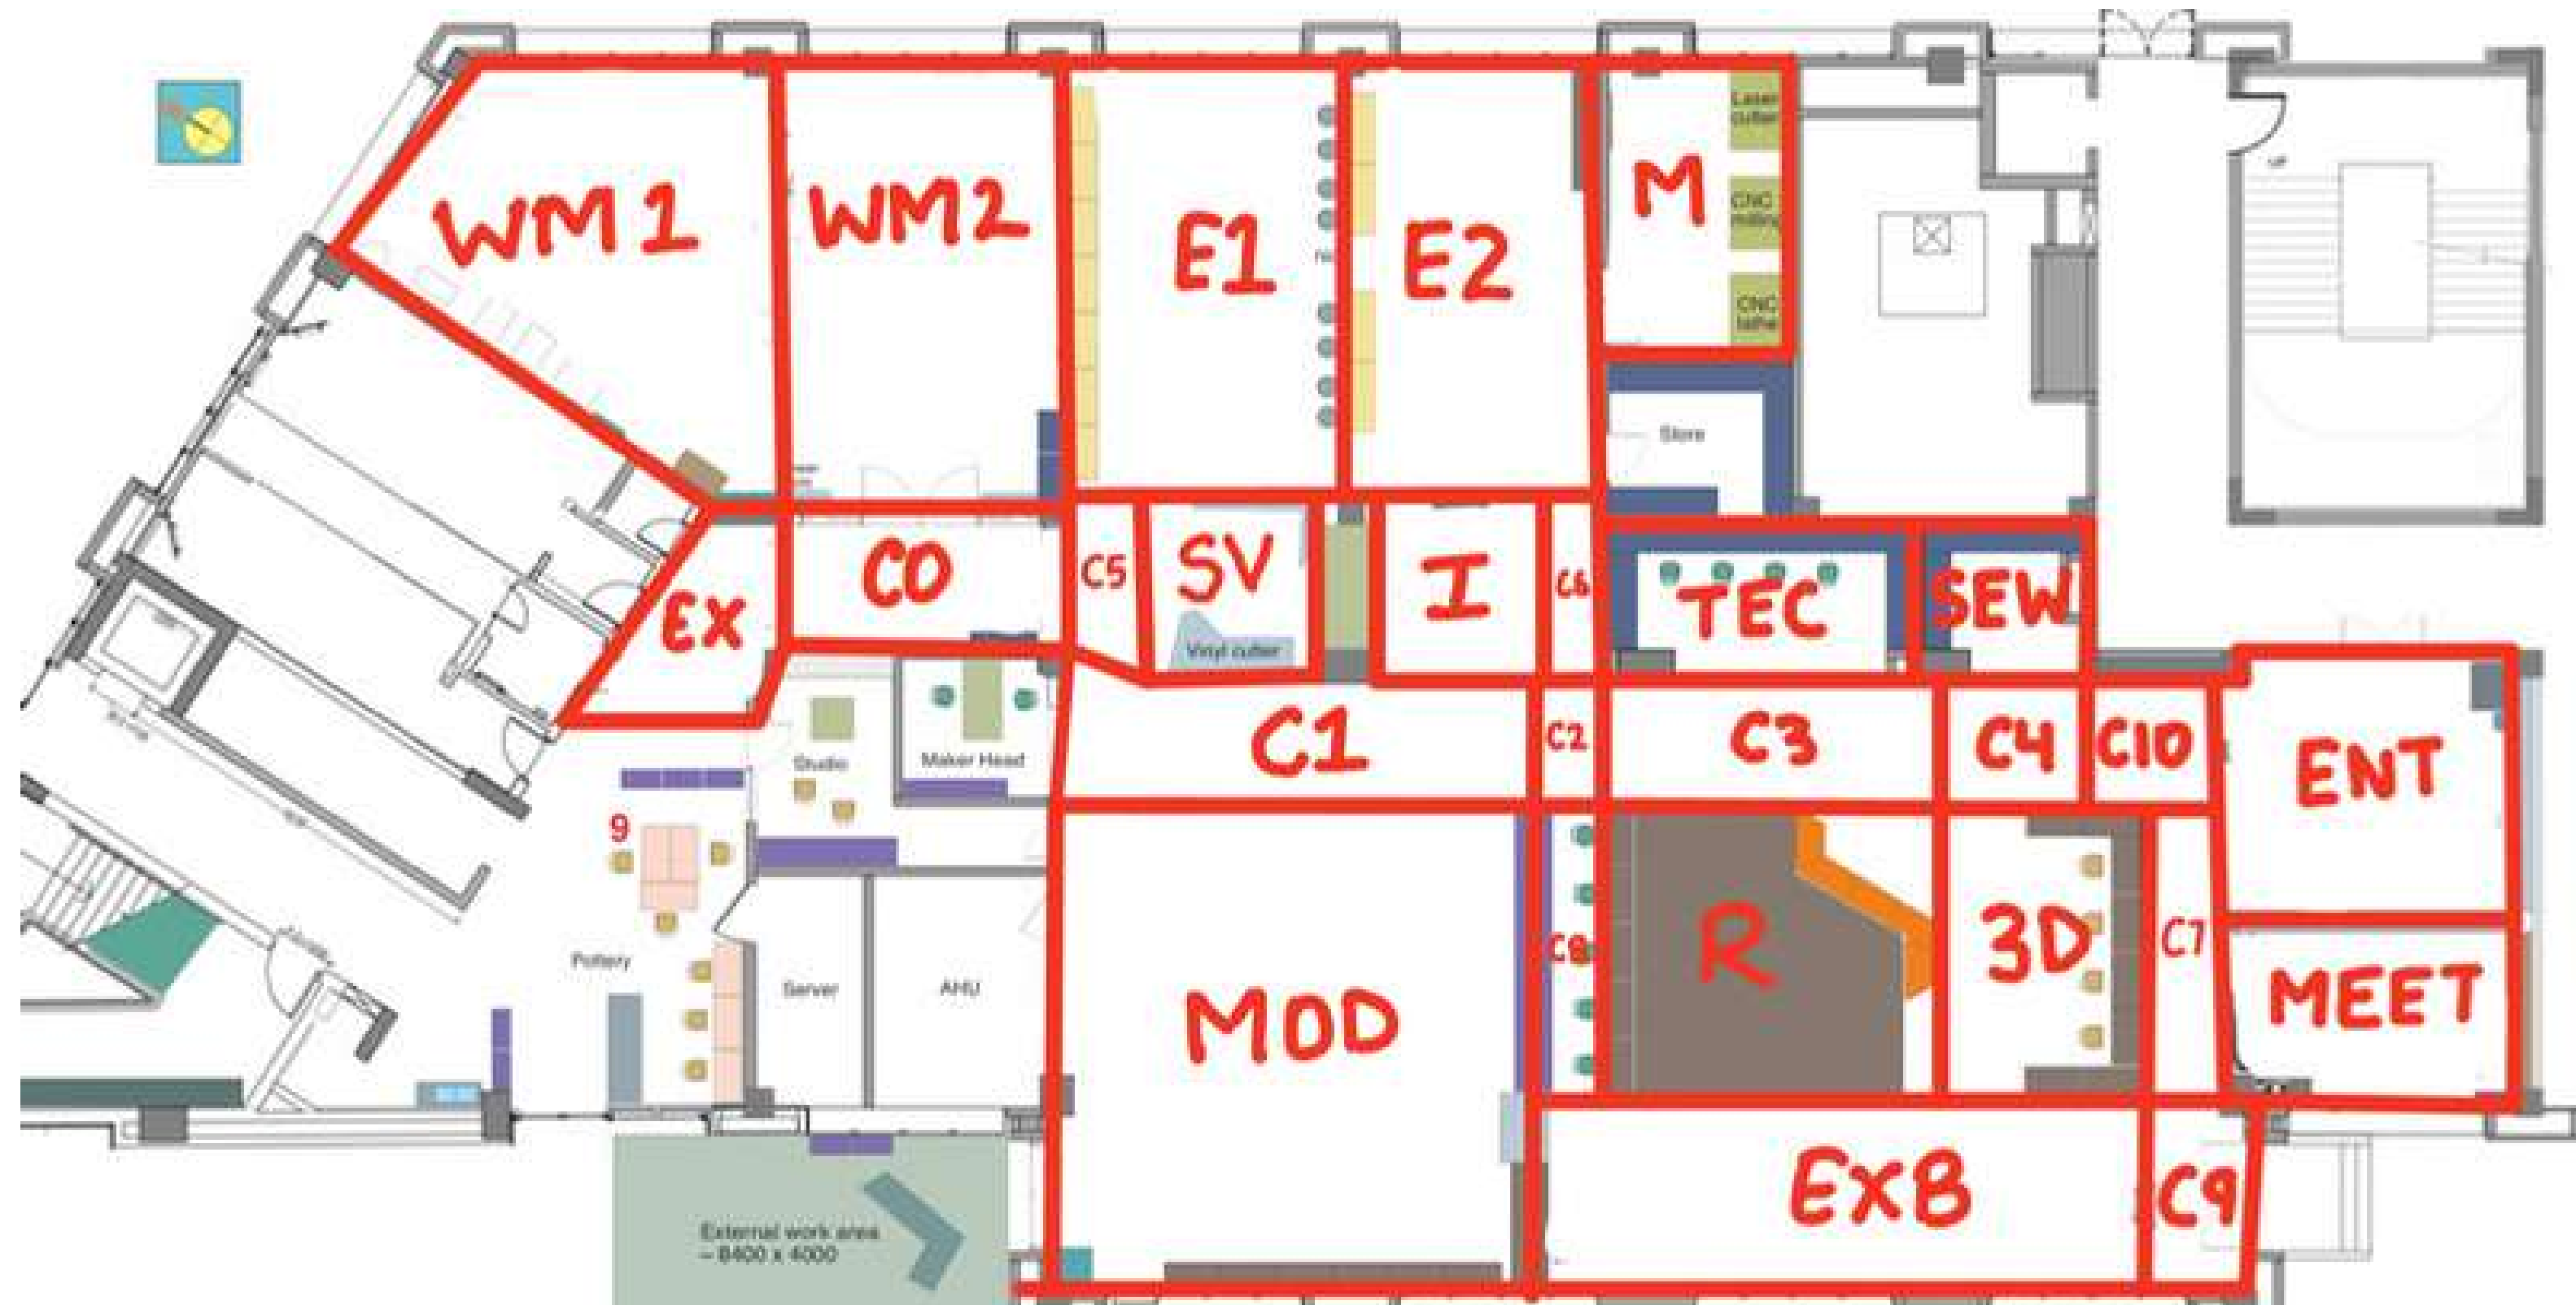 Laser
cutter
CNC
milling
CNC
lathe
WM1
WM2
E1
E2
M
Store
UP
EX
CO
C5
SV
Vinyl cutter
I
C6
TEC
SEW
C1
C2
C3
C4
C10
ENT
Studio
Maker Head
9
Pottery
Server
AHU
MOD
C8
R
3D
C7
MEET
EXB
C9
External work area
– 8400 x 4000